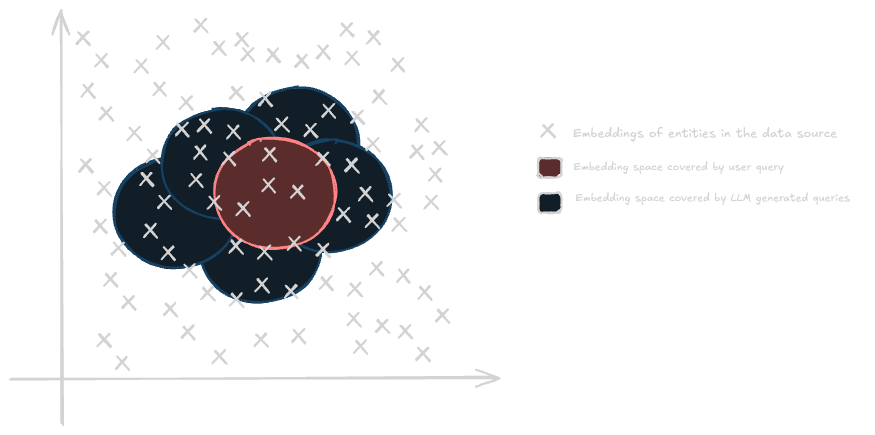 Embeddings of entities in the data source
Embedding space covered by user query
Embedding space covered by LLM generated queries